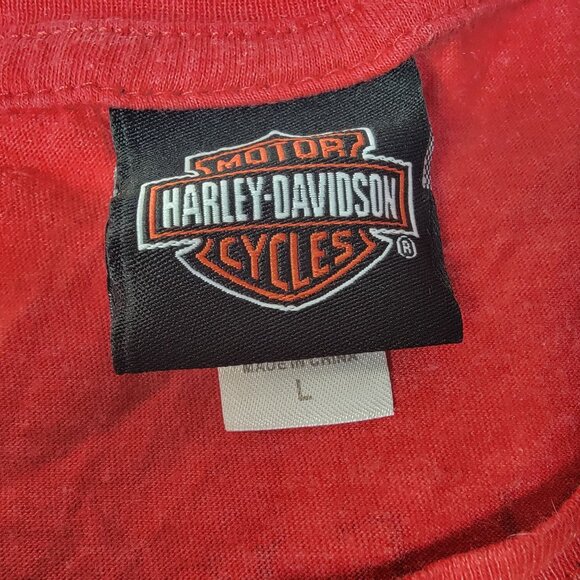 MOTOR
HARLEY-DAVIDSON
CYCLES
®
MADE IN CHINA
L